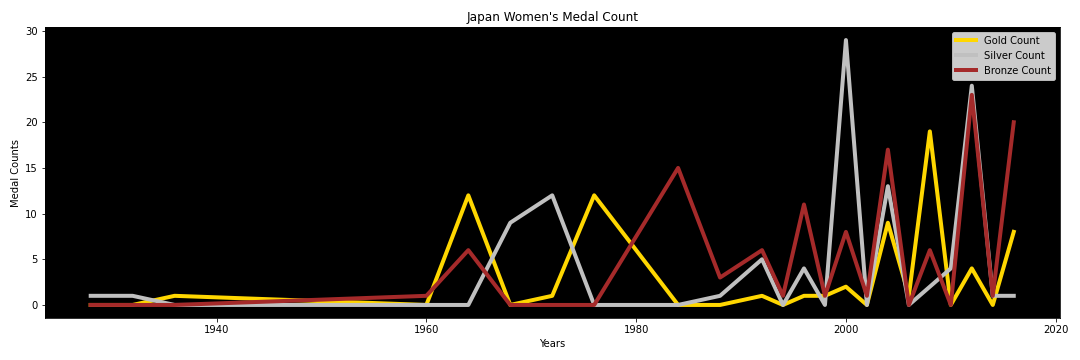 Japan Women's Medal Count
Gold Count
Silver Count
Bronze Count
Medal Counts
30
25
20
15
10
5
0
1940
1960
1980
2000
2020
Years